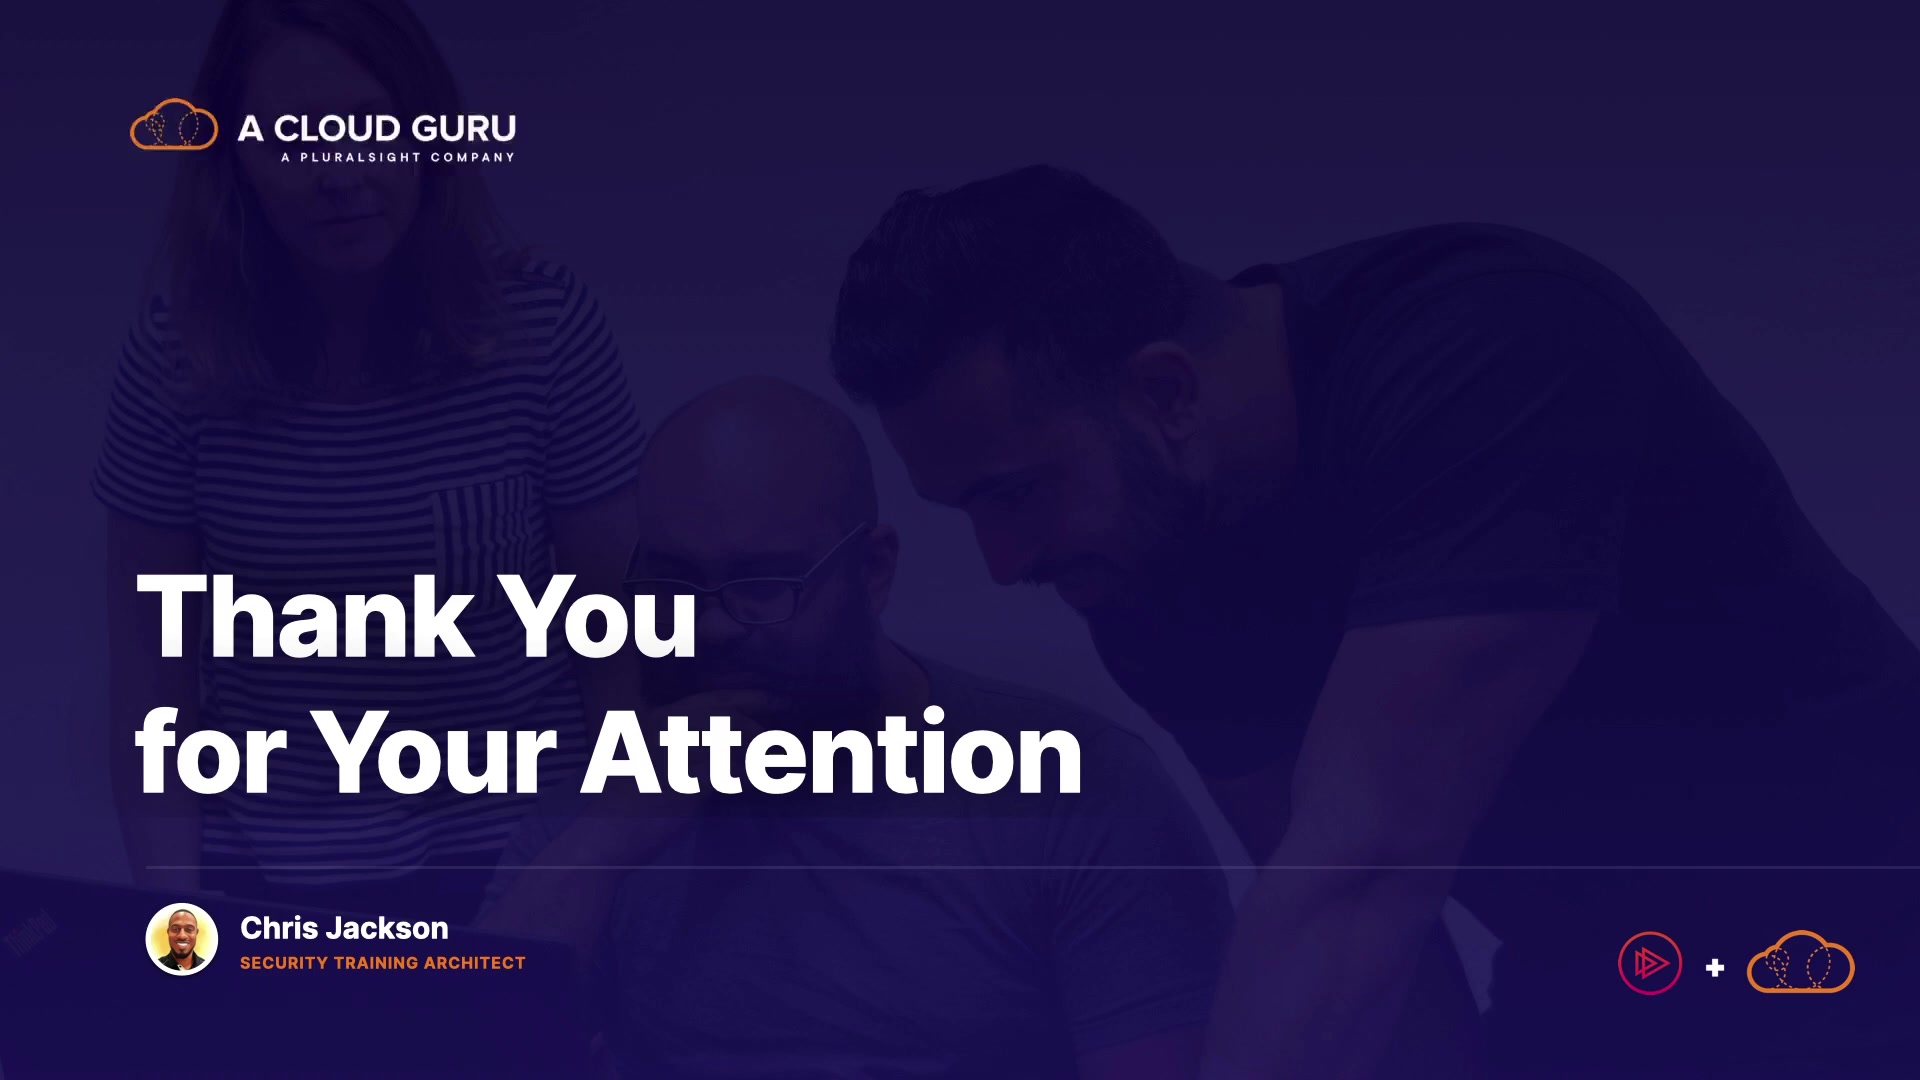 A CLOUD GURU
A PLURALSIGHT COMPANY
Thank You
for Your Attention
Chris Jackson
SECURITY TRAINING ARCHITECT
+